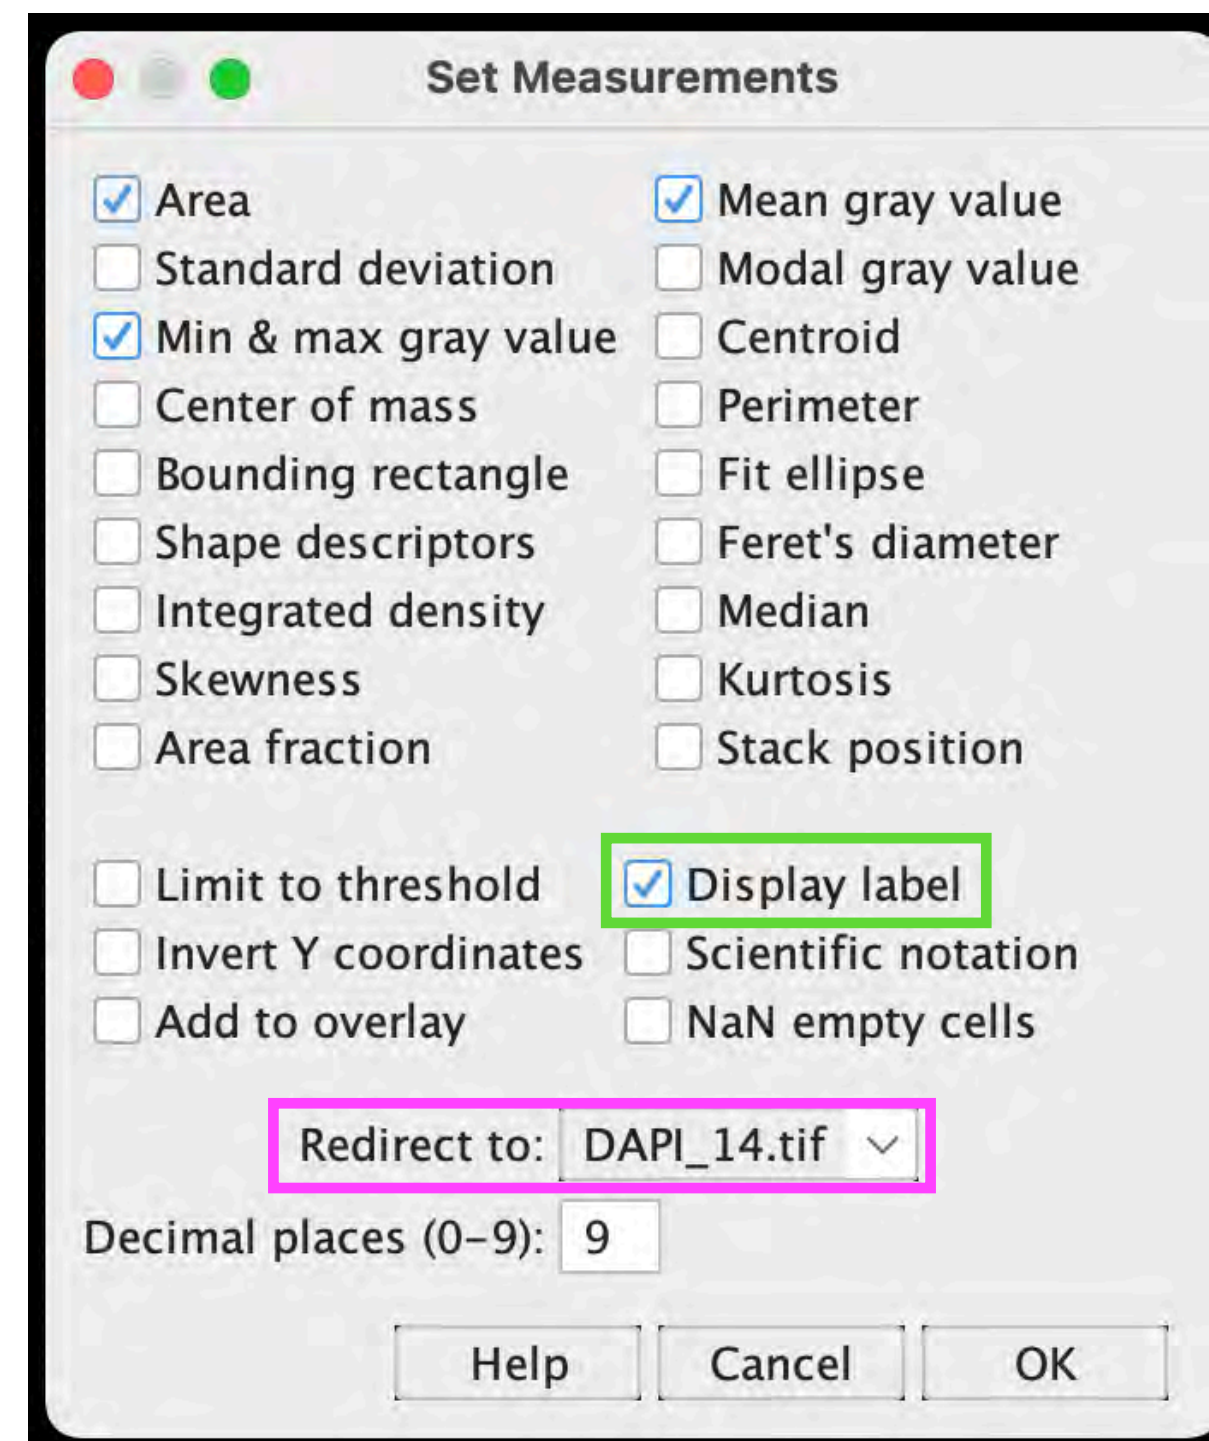 Set Measurements
Area
Mean gray value
Standard deviation
Modal gray value
Min & max gray value
Centroid
Center of mass
Perimeter
Bounding rectangle
Fit ellipse
Shape descriptors
Feret's diameter
Integrated density
Median
Skewness
Kurtosis
Area fraction
Stack position
Limit to threshold
Display label
Invert Y coordinates
Scientific notation
Add to overlay
NaN empty cells
Redirect to: DAPI_14.tif
Decimal places (0–9): 9
Help
Cancel
OK